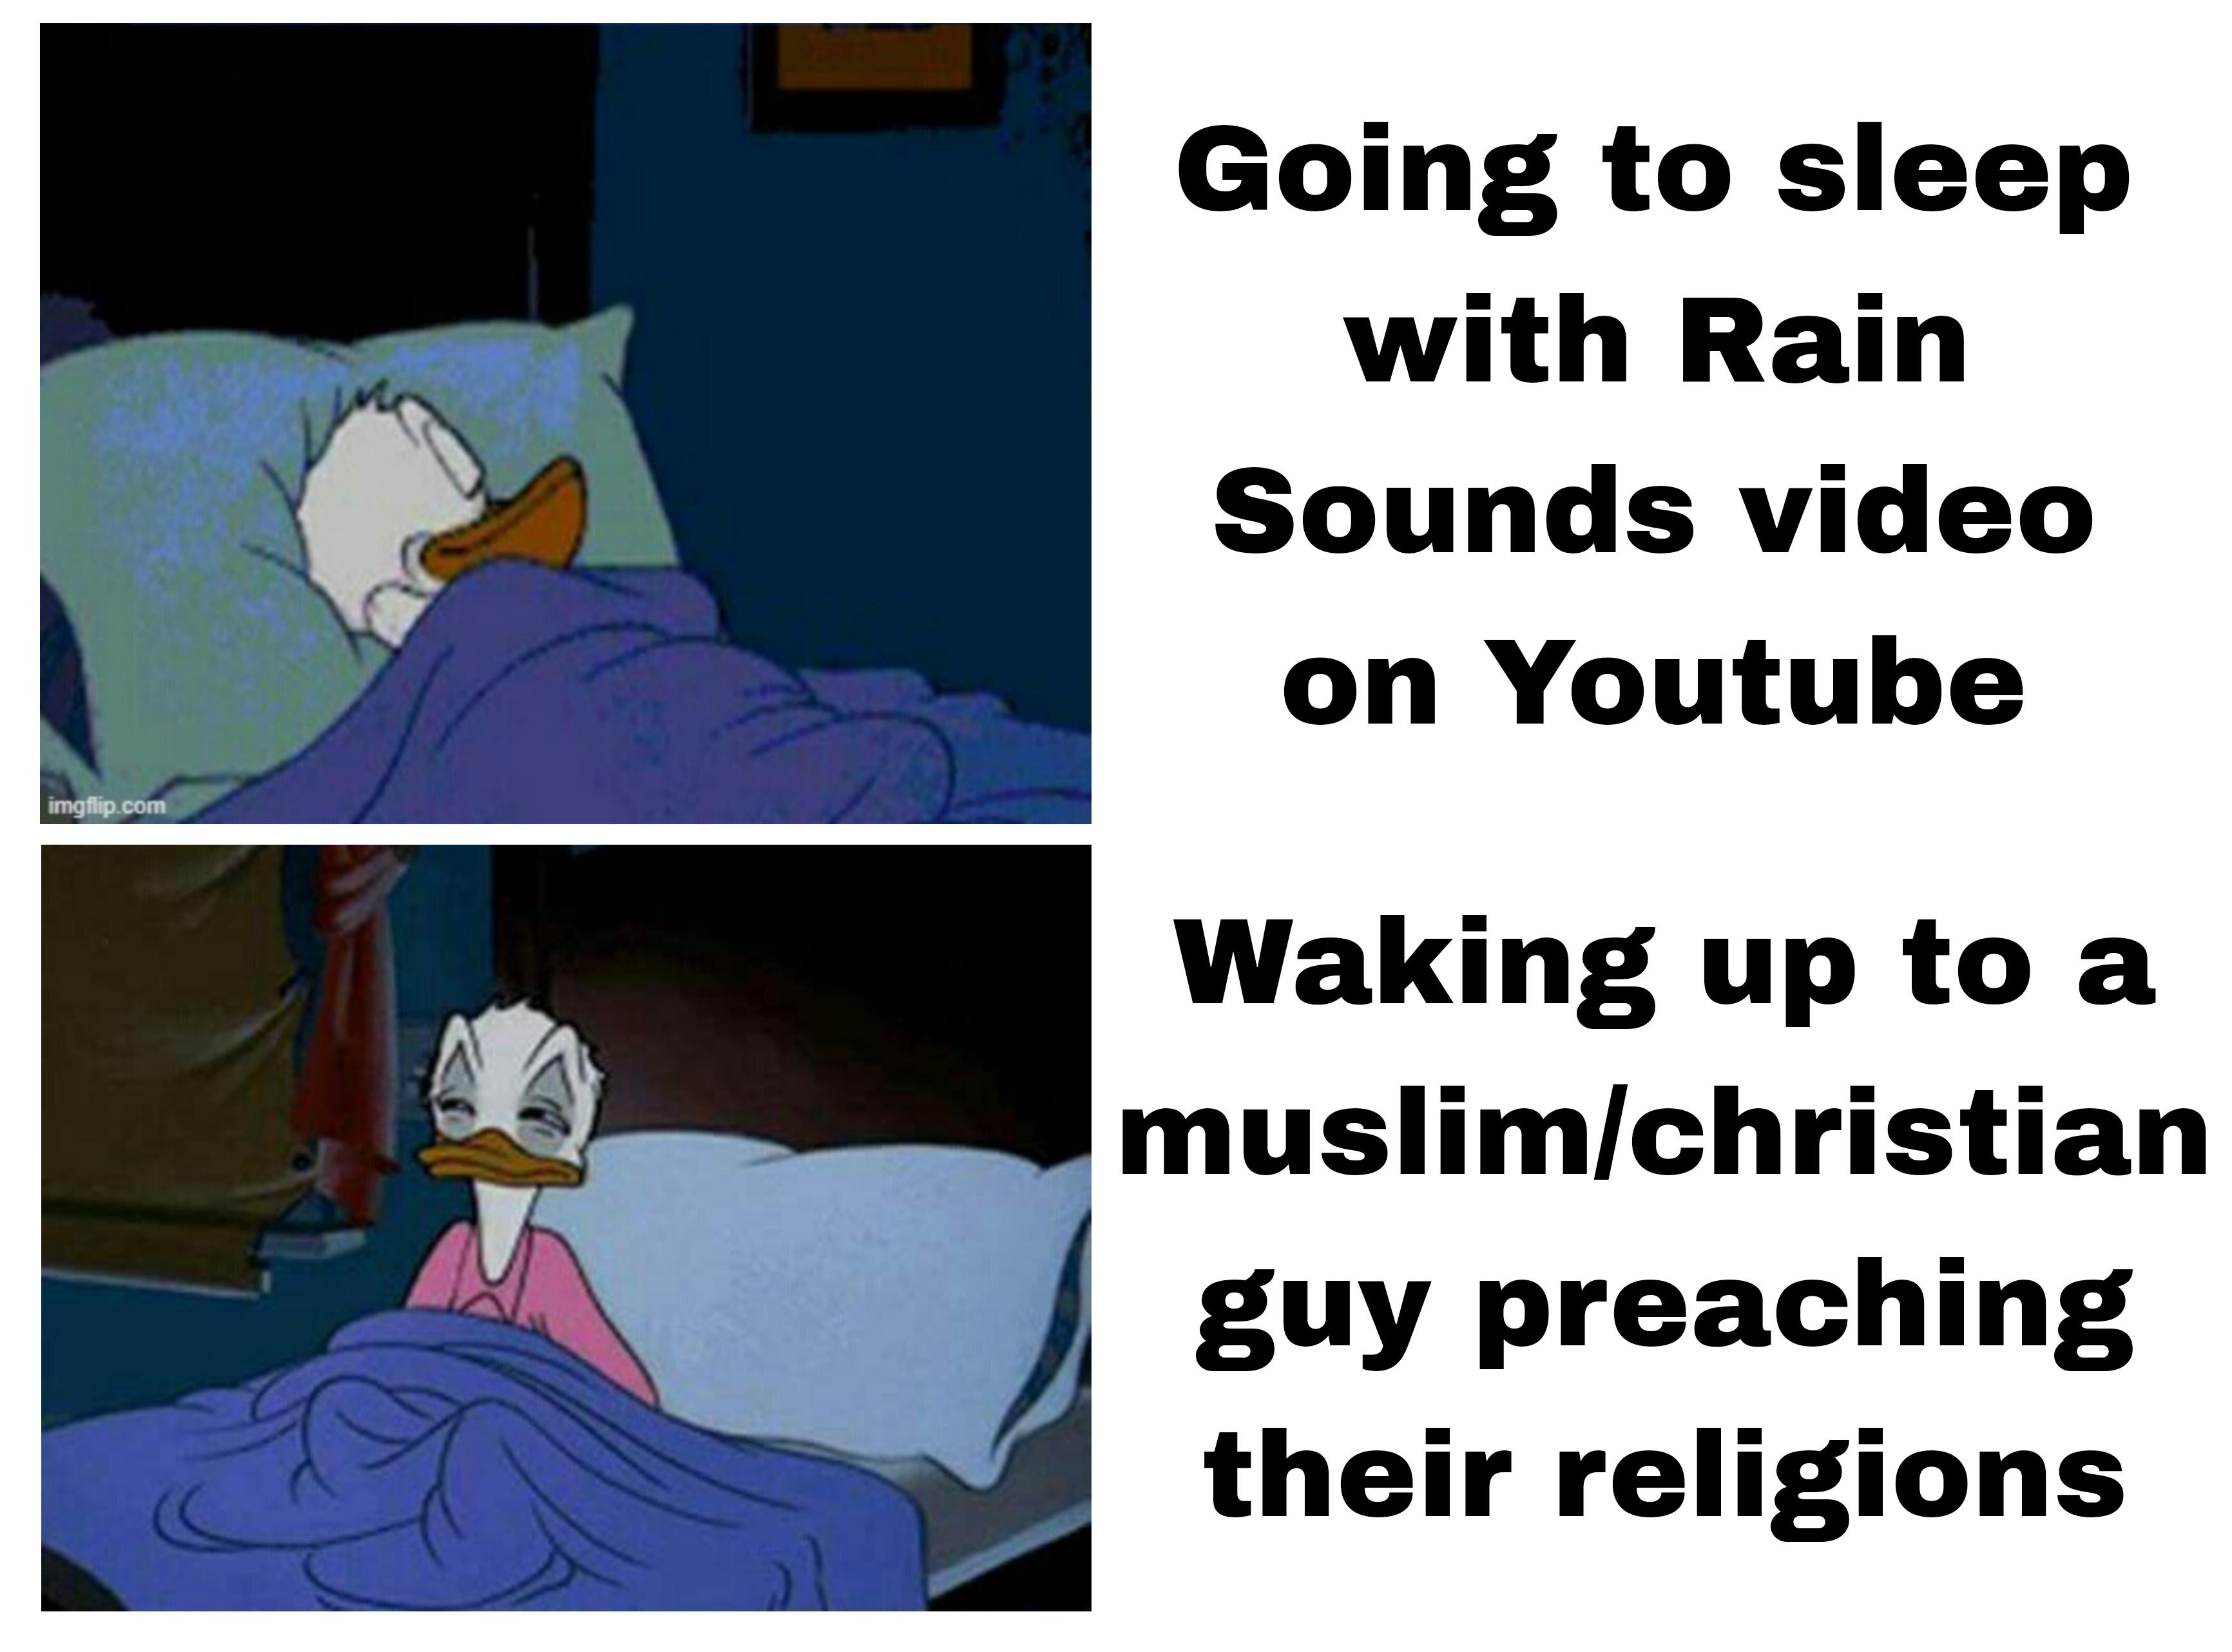 Going to sleep
with Rain
Sounds video
on Youtube
imgflip.com
Waking up to a
muslim/christian
guy preaching
their religions